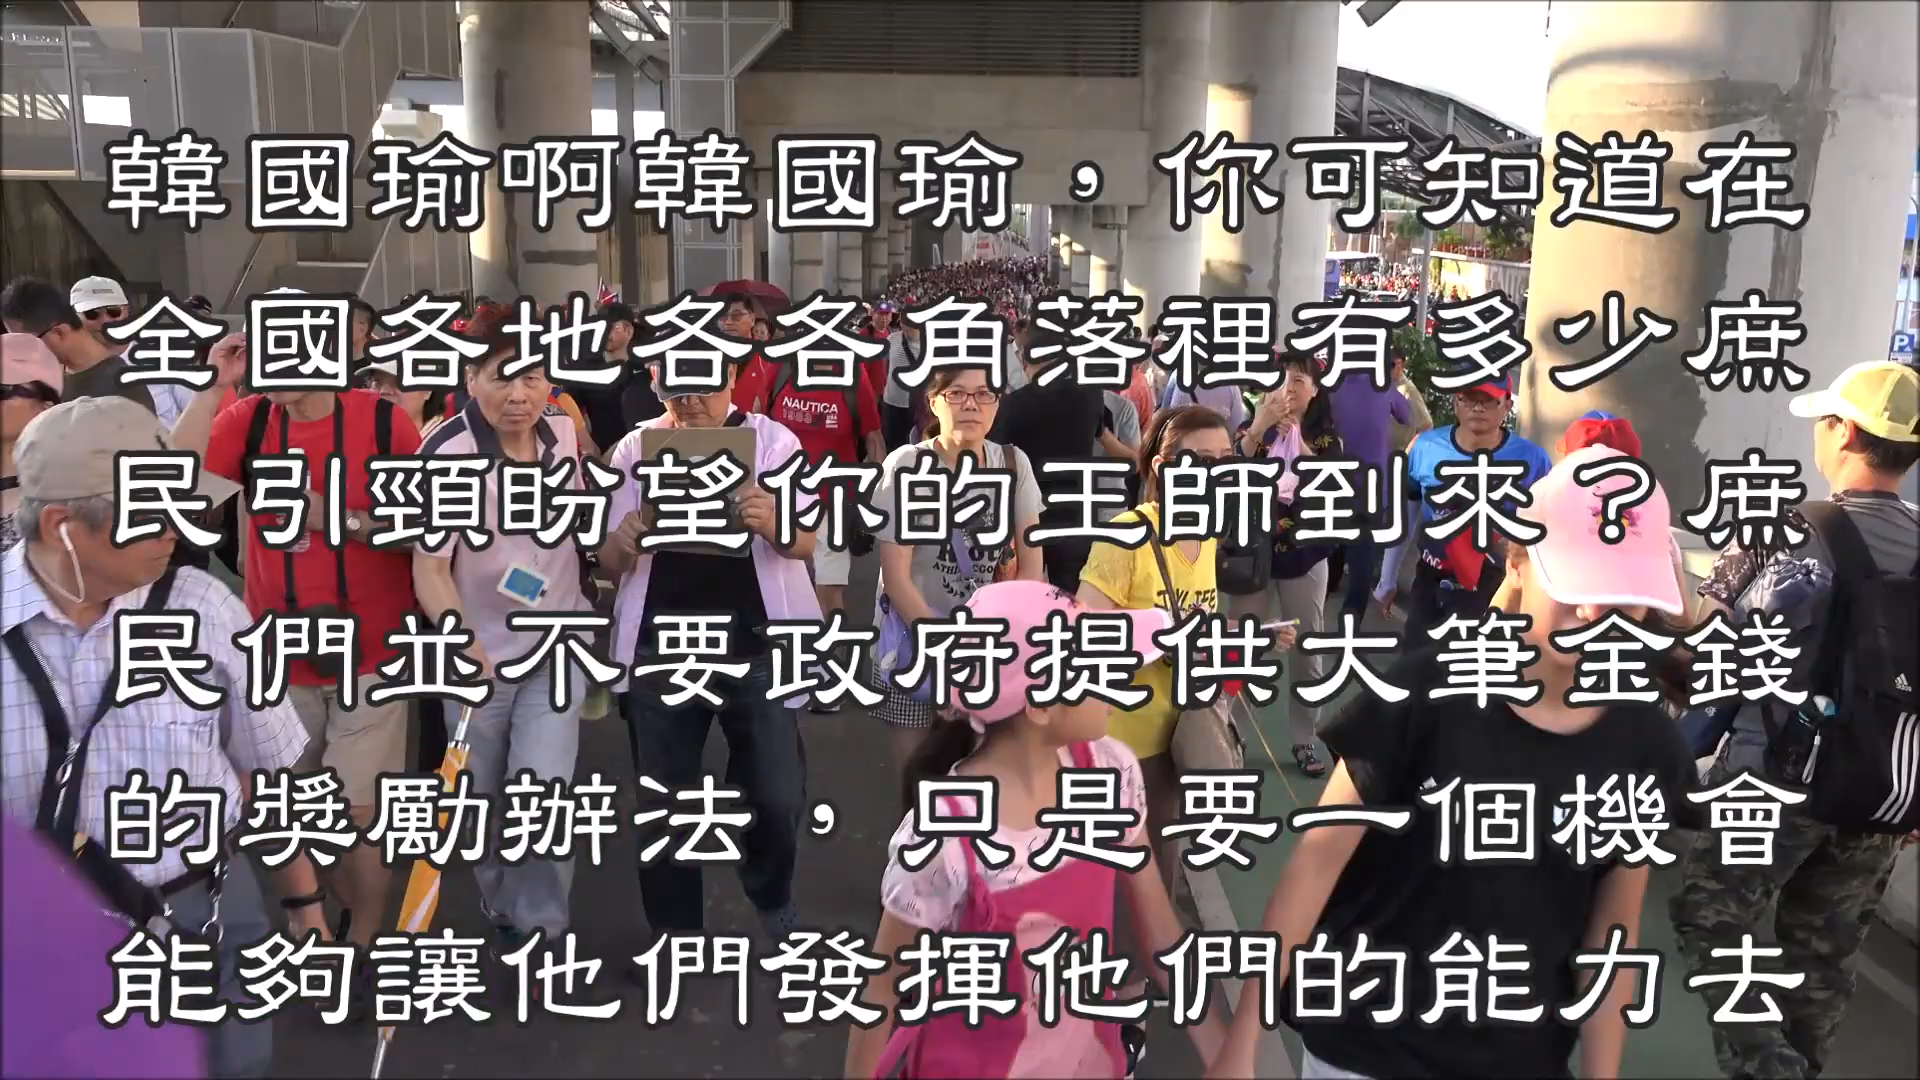 韓國瑜啊韓國瑜，你可知道在
全國各地各各角落裡有多少庶
民引頸盼望你的王師到來？庶
民們並不要政府提供大筆金錢
的獎勵辦法，只是要一個機會
能夠讓他們發揮他們的能力去
NAUTICA
1983
P